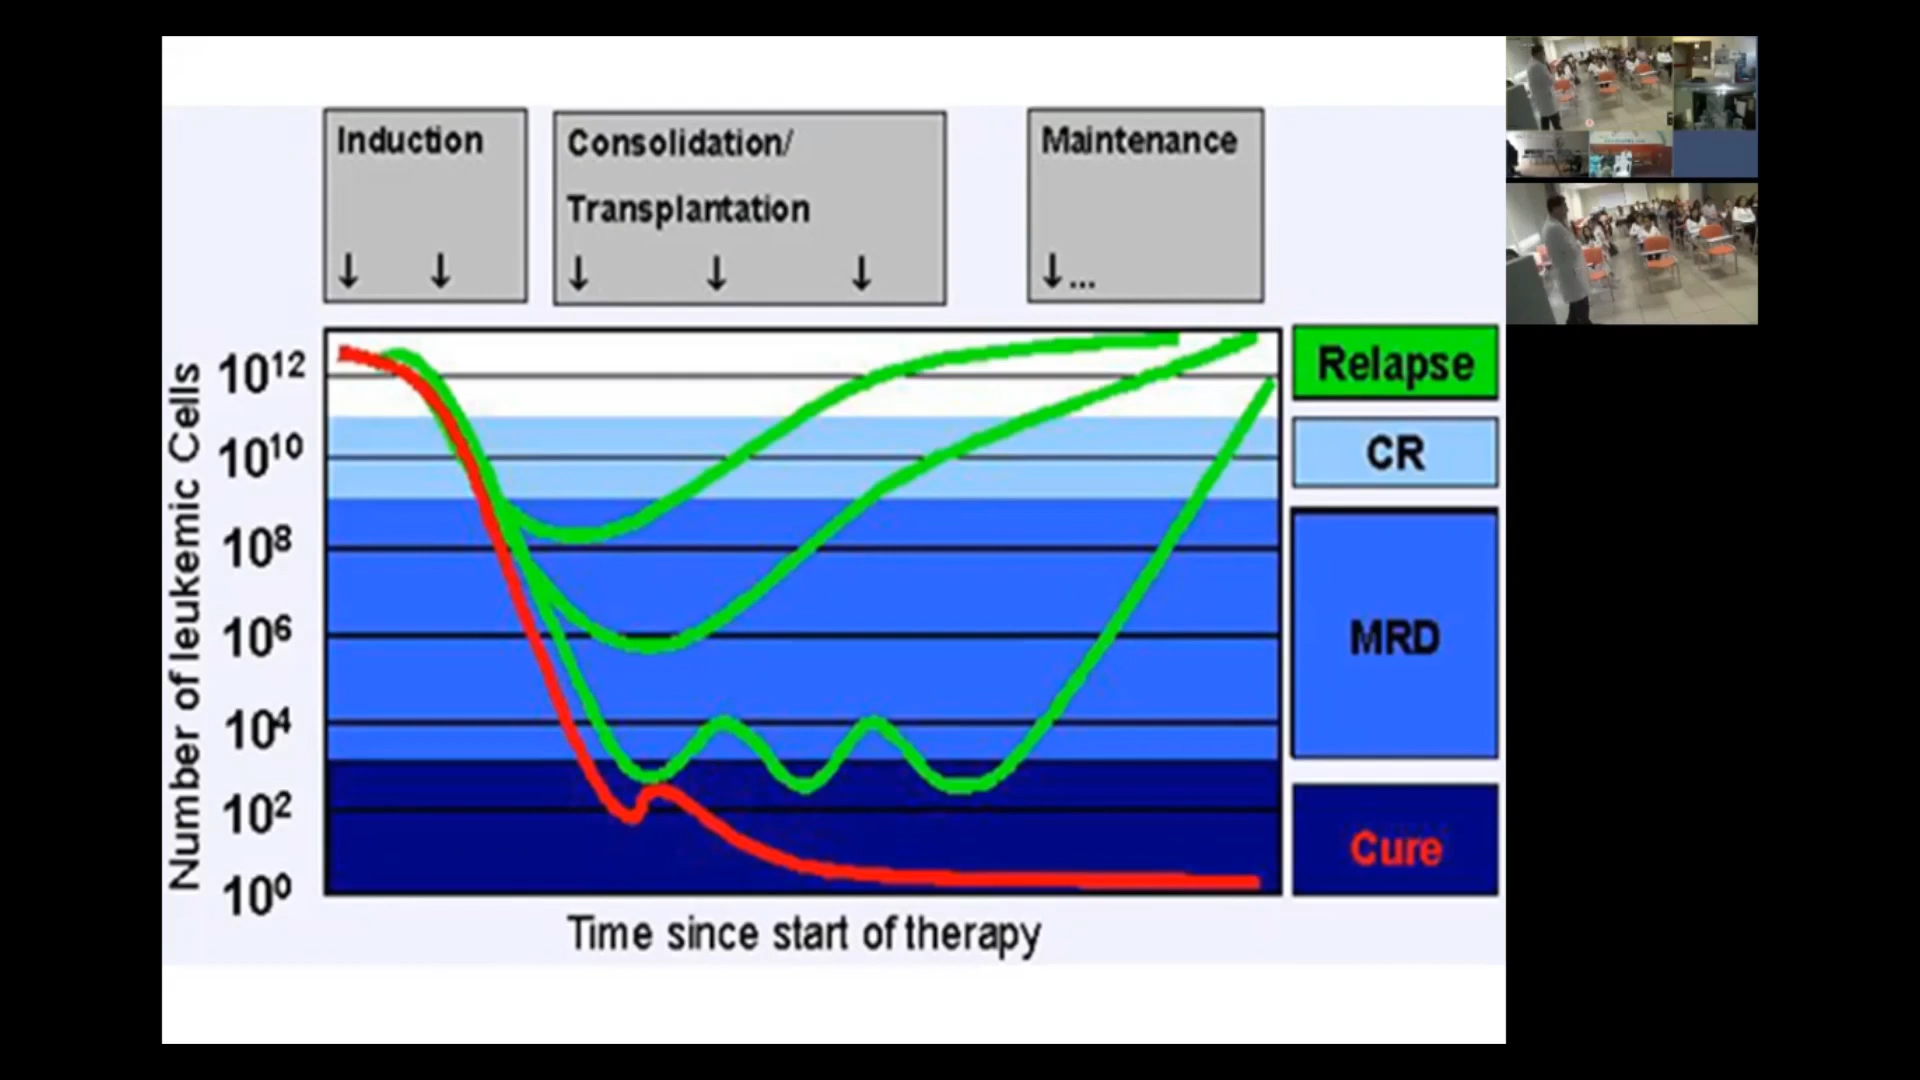 Induction
↓ ↓
Consolidation/
Transplantation
↓ ↓ ↓
Maintenance
↓...
Number of leukemic Cells
10¹²
10¹⁰
10⁸
10⁶
10⁴
10²
10⁰
Relapse
CR
MRD
Cure
Time since start of therapy